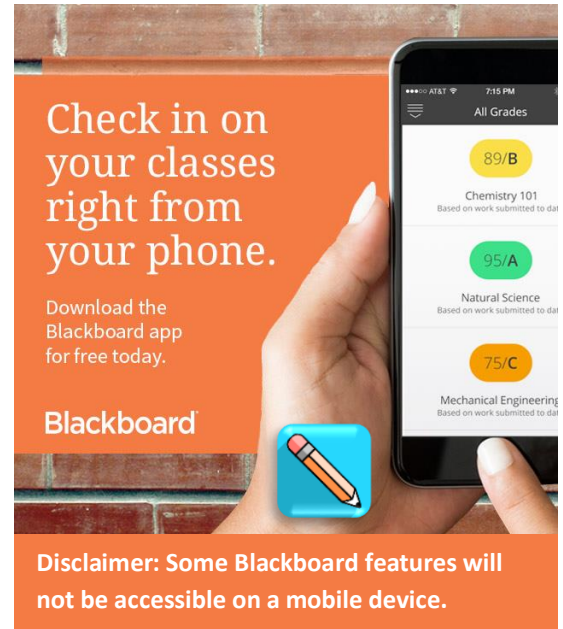 Check in on
your classes
right from
your phone.
Download the
Blackboard app
for free today.
Blackboard
AT&T 7:15 PM
All Grades
89/B
Chemistry 101
Based on work submitted to dat
95/A
Natural Science
Based on work submitted to dat
75/C
Mechanical Engineering
Based on work submitted to dat
Disclaimer: Some Blackboard features will
not be accessible on a mobile device.